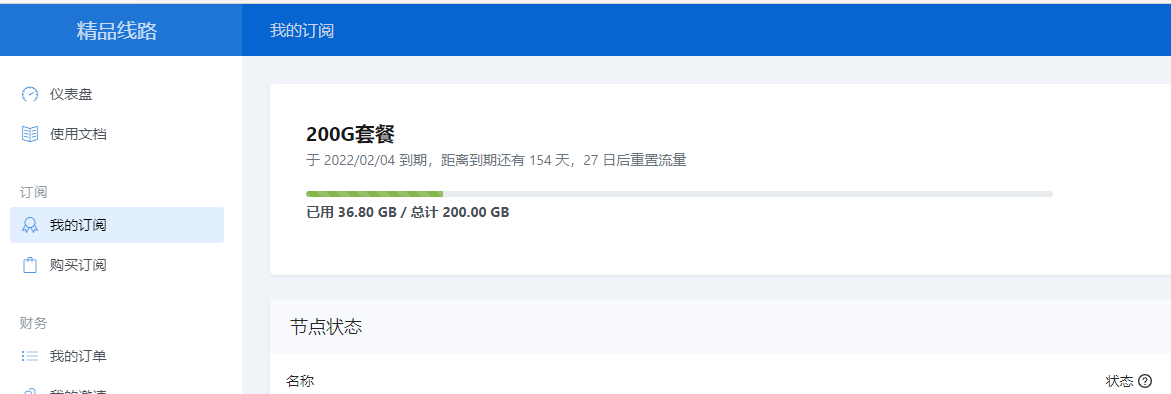 精品线路
我的订阅
仪表盘
使用文档
订阅
我的订阅
购买订阅
财务
我的订单
我的邀请
200G套餐
于 2022/02/04 到期，距离到期还有 154 天，27 日后重置流量
已用 36.80 GB / 总计 200.00 GB
节点状态
名称
状态